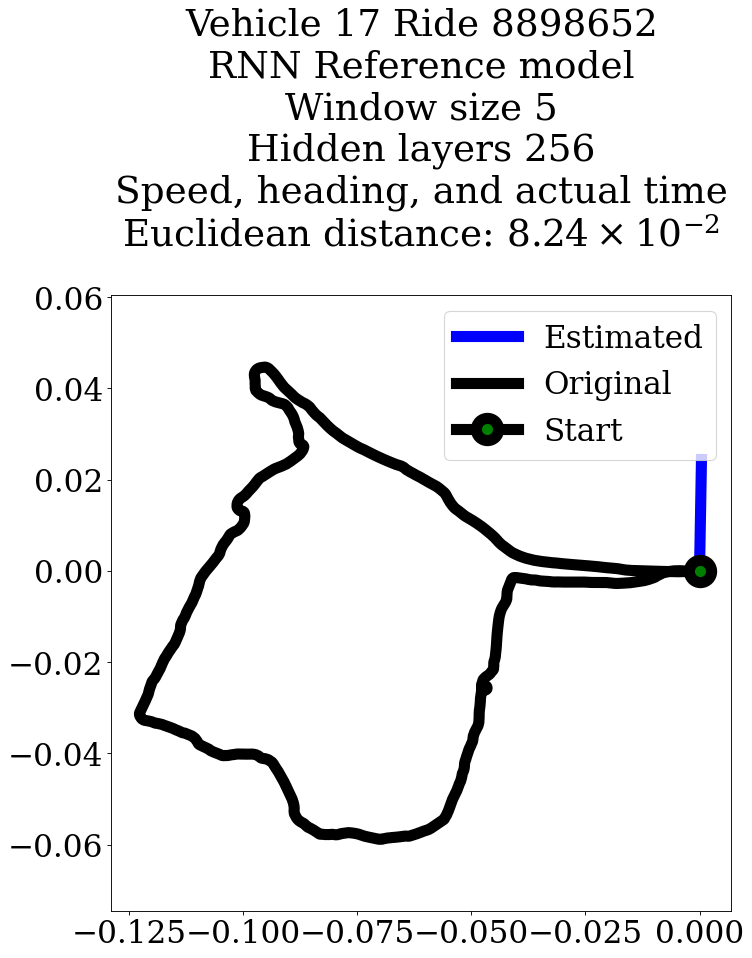 Vehicle 17 Ride 8898652
RNN Reference model
Window size 5
Hidden layers 256
Speed, heading, and actual time
Euclidean distance: 8.24 × 10⁻²
Estimated
Original
Start
0.06
0.04
0.02
0.00
−0.02
−0.04
−0.06
−0.125 −0.100 −0.075 −0.050 −0.025 0.000